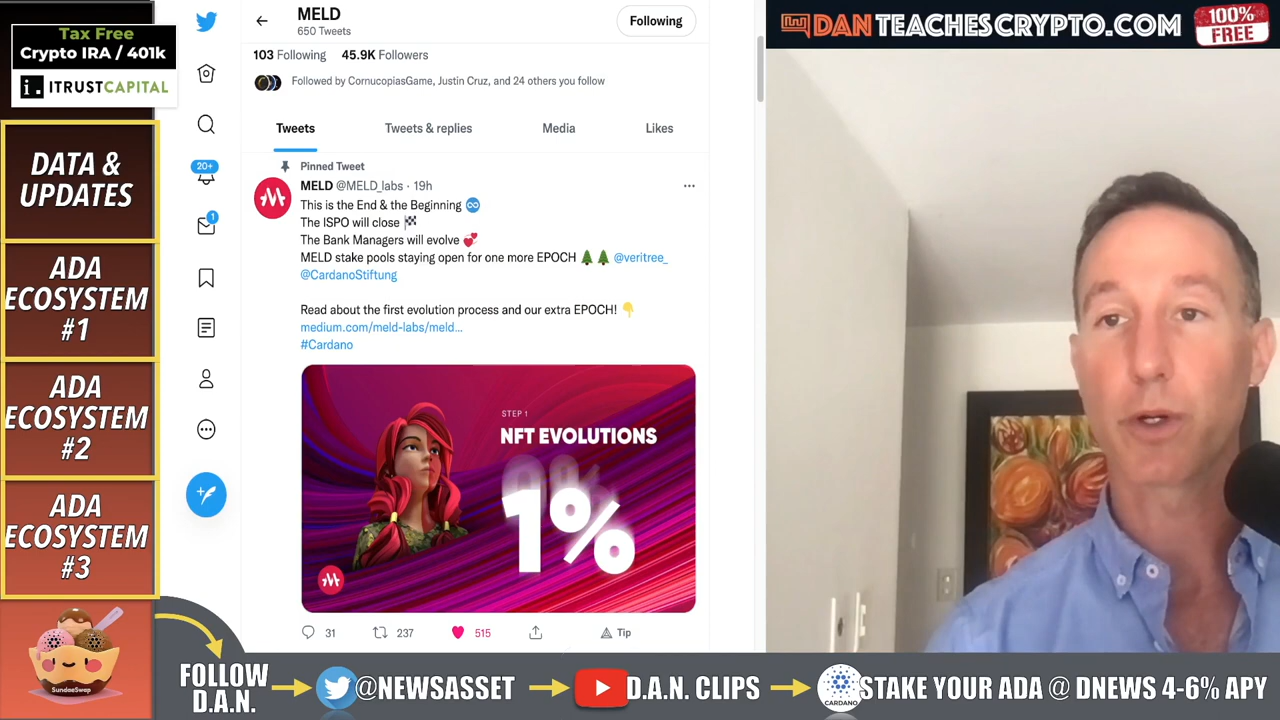 Tax Free
Crypto IRA / 401k
i. ITRUSTCAPITAL
DATA &
UPDATES
ADA
ECOSYSTEM
#1
ADA
ECOSYSTEM
#2
ADA
ECOSYSTEM
#3
SundaeSwap
MELD
650 Tweets
Following
103 Following 45.9K Followers
Followed by CornucopiasGame, Justin Cruz, and 24 others you follow
Tweets Tweets & replies Media Likes
20+
1
Pinned Tweet
MELD @MELD_labs · 19h
This is the End & the Beginning ♾️
The ISPO will close 🏁
The Bank Managers will evolve 💞
MELD stake pools staying open for one more EPOCH 🌲🌲 @veritree_
@CardanoStiftung
Read about the first evolution process and our extra EPOCH! 👇
medium.com/meld-labs/meld…
#Cardano
STEP 1
NFT EVOLUTIONS
1%
31 237 515 Tip
DANTEACHESCRYPTO.COM
100%
FREE
FOLLOW
D.A.N.
@NEWSASSET
D.A.N. CLIPS
CARDANO
STAKE YOUR ADA @ DNEWS 4-6% APY